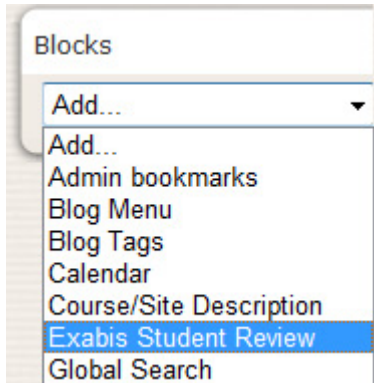 Blocks
Add...
Add...
Admin bookmarks
Blog Menu
Blog Tags
Calendar
Course/Site Description
Exabis Student Review
Global Search